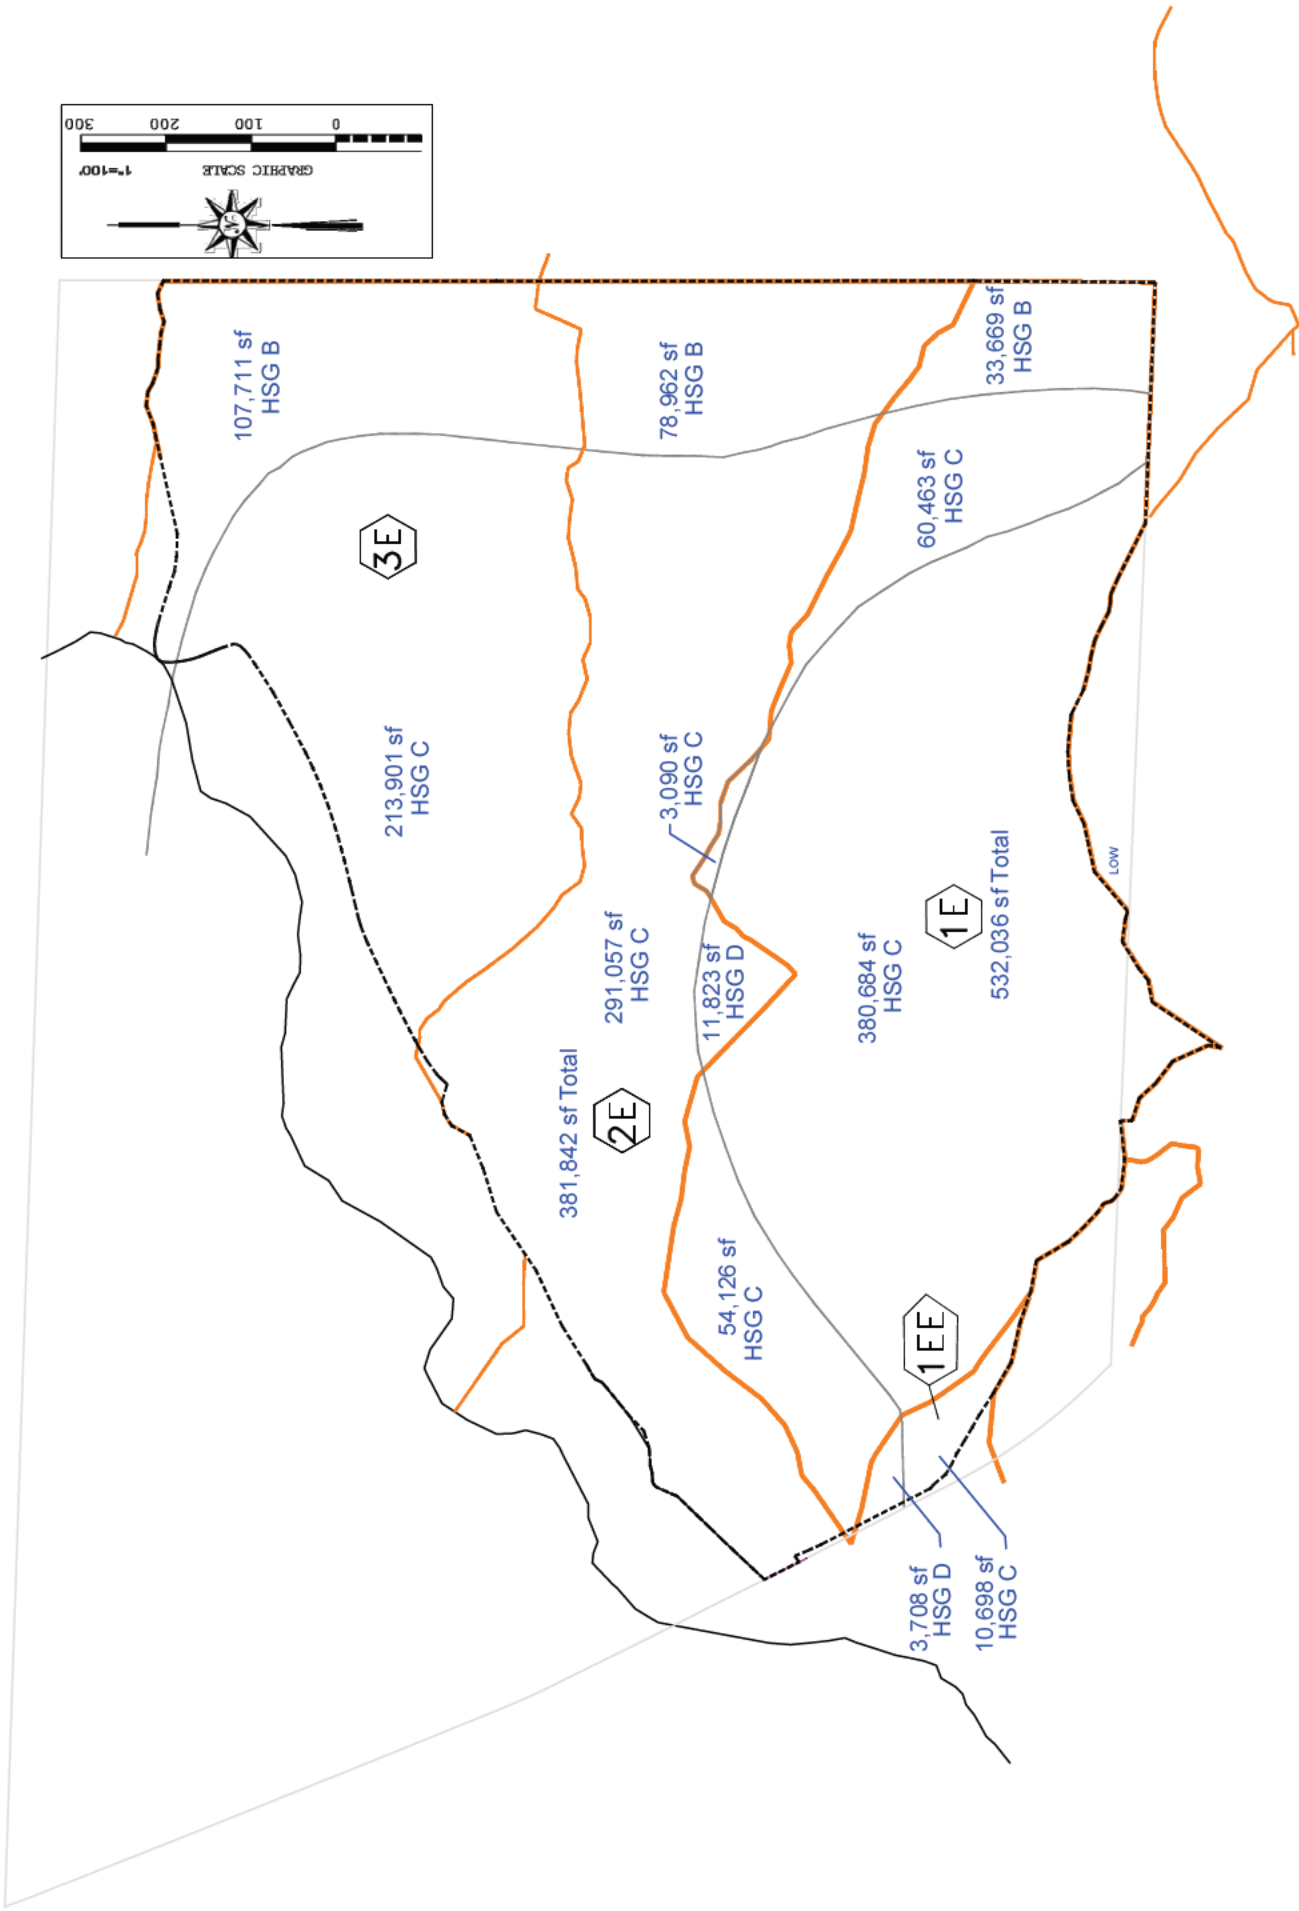 300
200
100
0
GRAPHIC SCALE
1"=100'
N
107,711 sf
HSG B
78,962 sf
HSG B
33,669 sf
HSG B
60,463 sf
HSG C
3E
213,901 sf
HSG C
3,090 sf
HSG C
291,057 sf
HSG C
11,823 sf
HSG D
380,684 sf
HSG C
1E
532,036 sf Total
LOW
381,842 sf Total
2E
54,126 sf
HSG C
1EE
3,708 sf
HSG D
10,698 sf
HSG C